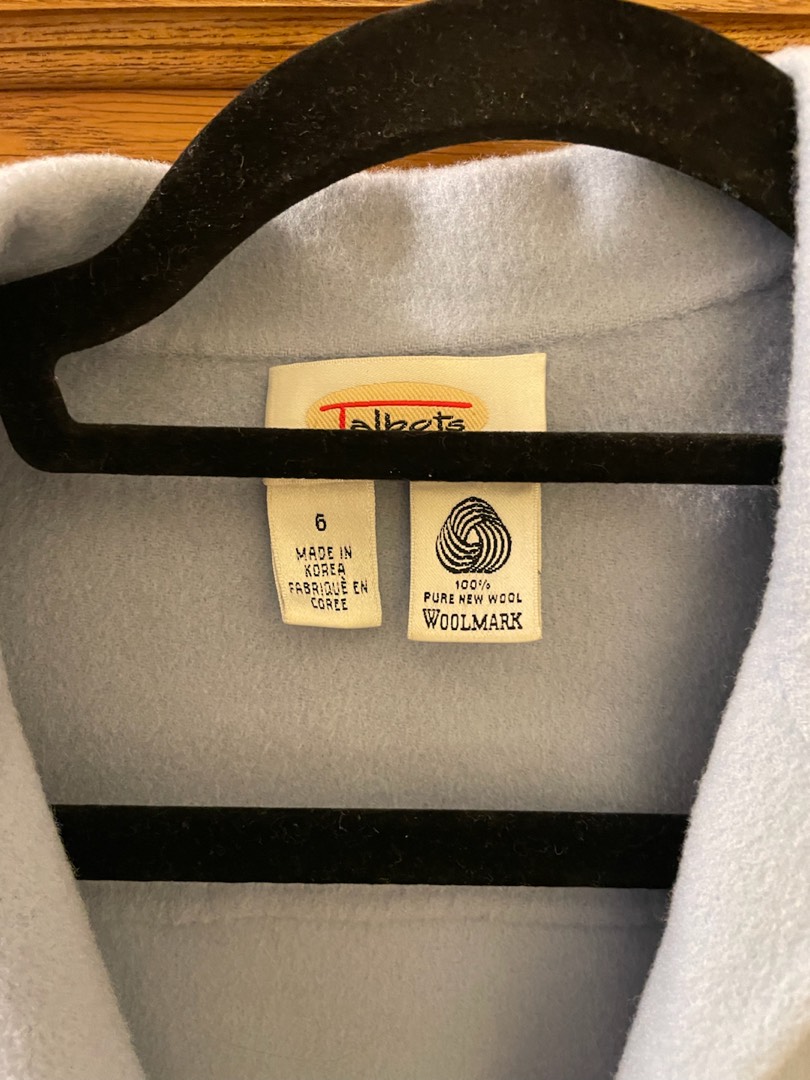 Talbots
6
MADE IN
KOREA
FABRIQUÈ EN
COREE
100%
PURE NEW WOOL
WOOLMARK